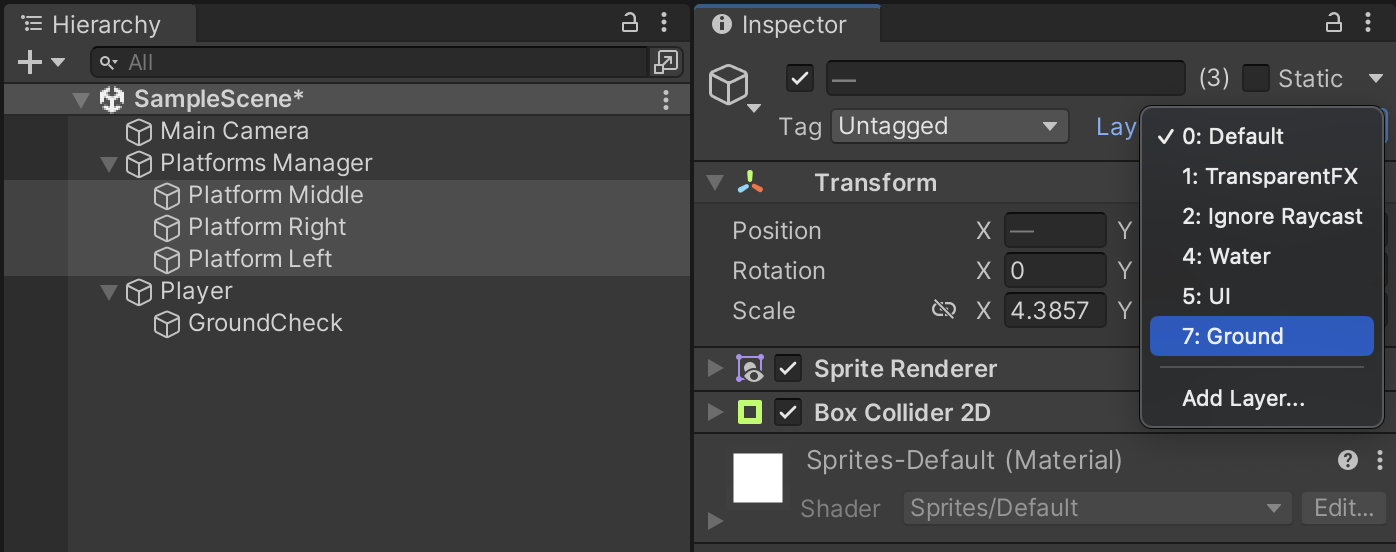 Hierarchy
All
SampleScene*
Main Camera
Platforms Manager
Platform Middle
Platform Right
Platform Left
Player
GroundCheck
Inspector
— (3) Static
Tag Untagged Lay
0: Default
1: TransparentFX
2: Ignore Raycast
4: Water
5: UI
7: Ground
Add Layer...
Transform
Position X — Y
Rotation X 0 Y
Scale X 4.3857 Y
Sprite Renderer
Box Collider 2D
Sprites-Default (Material)
Shader Sprites/Default Edit...